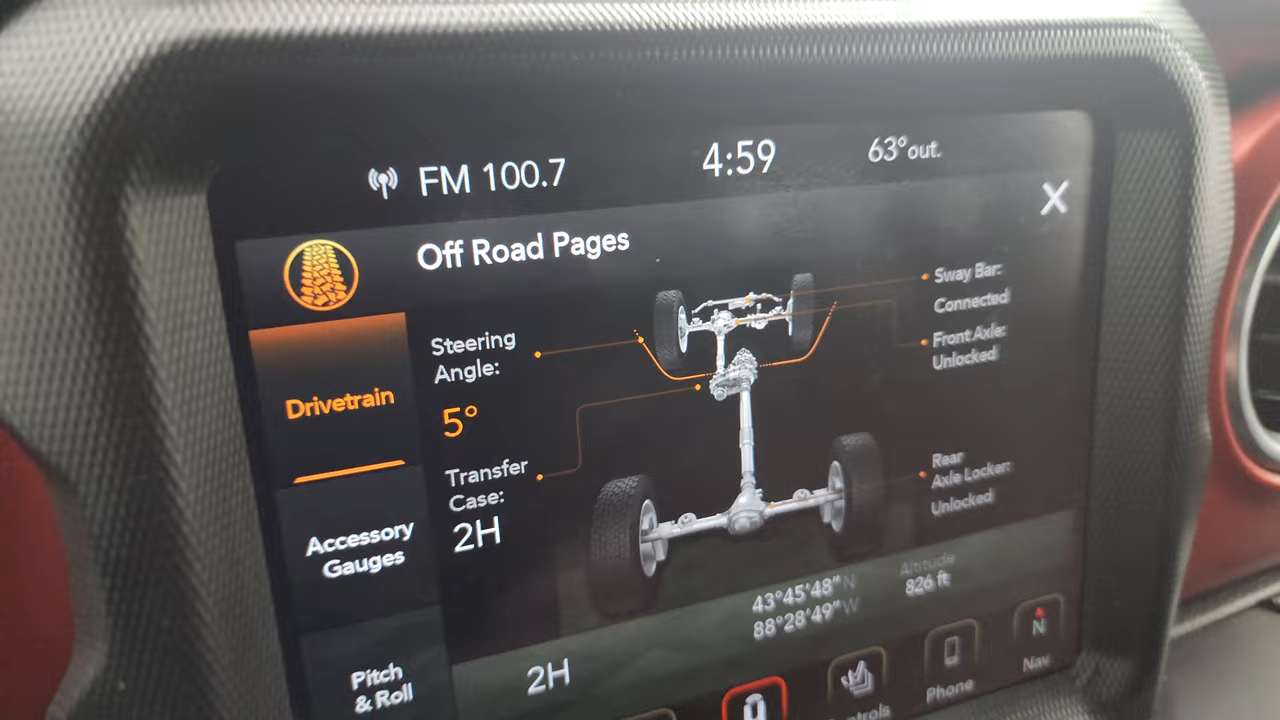 FM 100.7
4:59
63° out.
Off Road Pages
Drivetrain
Accessory
Gauges
Pitch
& Roll
Steering
Angle:
5°
Transfer
Case:
2H
Sway Bar:
Connected
Front Axle:
Unlocked
Rear
Axle Locker:
Unlocked
43°45'48" N
88°28'49" W
Altitude
826 ft
2H
Phone
N
Nav